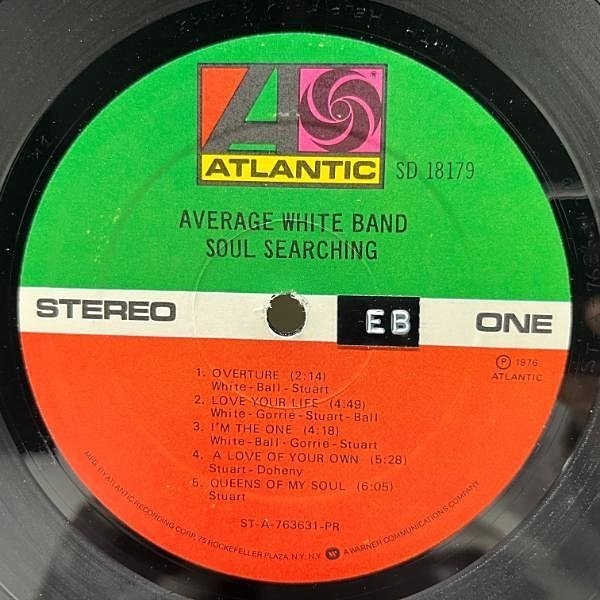 ATLANTIC
SD 18179
AVERAGE WHITE BAND
SOUL SEARCHING
STEREO
EB
ONE
℗ 1976
ATLANTIC
1. OVERTURE (2:14)
White-Ball-Stuart
2. LOVE YOUR LIFE (4:49)
White-Gorrie-Stuart-Ball
3. I'M THE ONE (4:18)
White-Ball-Gorrie-Stuart
4. A LOVE OF YOUR OWN (5:28)
Stuart-Doheny
5. QUEENS OF MY SOUL (6:05)
Stuart
ST-A-763631-PR
MFG. BY ATLANTIC RECORDING CORP., 75 ROCKEFELLER PLAZA, N.Y. N.Y. A WARNER COMMUNICATIONS COMPANY